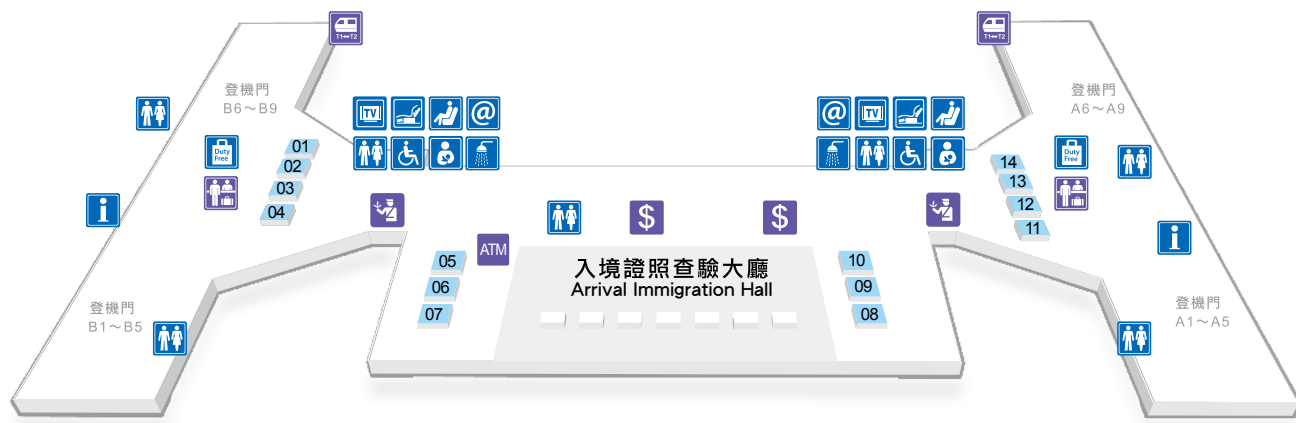 T1↔T2
T1↔T2
登機門
B6～B9
登機門
A6～A9
TV
@
@
TV
Duty
Free
01
02
03
04
14
13
12
11
Duty
Free
i
i
$
$
ATM
05
06
07
入境證照查驗大廳
Arrival Immigration Hall
10
09
08
登機門
B1～B5
登機門
A1～A5